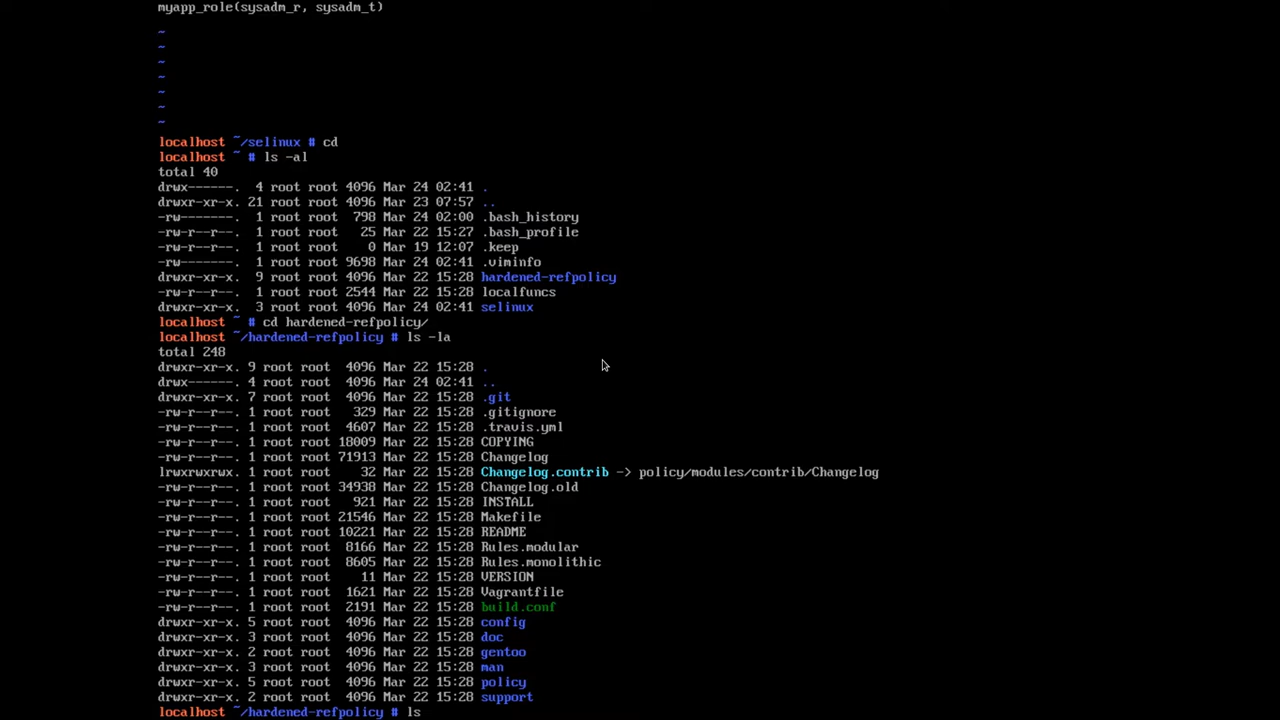 myapp_role(sysadm_r, sysadm_t)
~
~
~
~
~
~
~
localhost ~/selinux # cd
localhost ~ # ls -al
total 40
drwx------.  4 root root 4096 Mar 24 02:41 .
drwxr-xr-x. 21 root root 4096 Mar 23 07:57 ..
-rw-------.  1 root root  798 Mar 24 02:00 .bash_history
-rw-r--r--.  1 root root   25 Mar 22 15:27 .bash_profile
-rw-r--r--.  1 root root    0 Mar 19 12:07 .keep
-rw-------.  1 root root 9698 Mar 24 02:41 .viminfo
drwxr-xr-x.  9 root root 4096 Mar 22 15:28 hardened-refpolicy
-rw-r--r--.  1 root root 2544 Mar 22 15:28 localfuncs
drwxr-xr-x.  3 root root 4096 Mar 24 02:41 selinux
localhost ~ # cd hardened-refpolicy/
localhost ~/hardened-refpolicy # ls -la
total 248
drwxr-xr-x. 9 root root  4096 Mar 22 15:28 .
drwx------. 4 root root  4096 Mar 24 02:41 ..
drwxr-xr-x. 7 root root  4096 Mar 22 15:28 .git
-rw-r--r--. 1 root root   329 Mar 22 15:28 .gitignore
-rw-r--r--. 1 root root  4607 Mar 22 15:28 .travis.yml
-rw-r--r--. 1 root root 18009 Mar 22 15:28 COPYING
-rw-r--r--. 1 root root 71913 Mar 22 15:28 Changelog
lrwxrwxrwx. 1 root root    32 Mar 22 15:28 Changelog.contrib -> policy/modules/contrib/Changelog
-rw-r--r--. 1 root root 34938 Mar 22 15:28 Changelog.old
-rw-r--r--. 1 root root   921 Mar 22 15:28 INSTALL
-rw-r--r--. 1 root root 21546 Mar 22 15:28 Makefile
-rw-r--r--. 1 root root 10221 Mar 22 15:28 README
-rw-r--r--. 1 root root  8166 Mar 22 15:28 Rules.modular
-rw-r--r--. 1 root root  8605 Mar 22 15:28 Rules.monolithic
-rw-r--r--. 1 root root    11 Mar 22 15:28 VERSION
-rw-r--r--. 1 root root  1621 Mar 22 15:28 Vagrantfile
-rw-r--r--. 1 root root  2191 Mar 22 15:28 build.conf
drwxr-xr-x. 5 root root  4096 Mar 22 15:28 config
drwxr-xr-x. 3 root root  4096 Mar 22 15:28 doc
drwxr-xr-x. 2 root root  4096 Mar 22 15:28 gentoo
drwxr-xr-x. 3 root root  4096 Mar 22 15:28 man
drwxr-xr-x. 5 root root  4096 Mar 22 15:28 policy
drwxr-xr-x. 2 root root  4096 Mar 22 15:28 support
localhost ~/hardened-refpolicy # ls